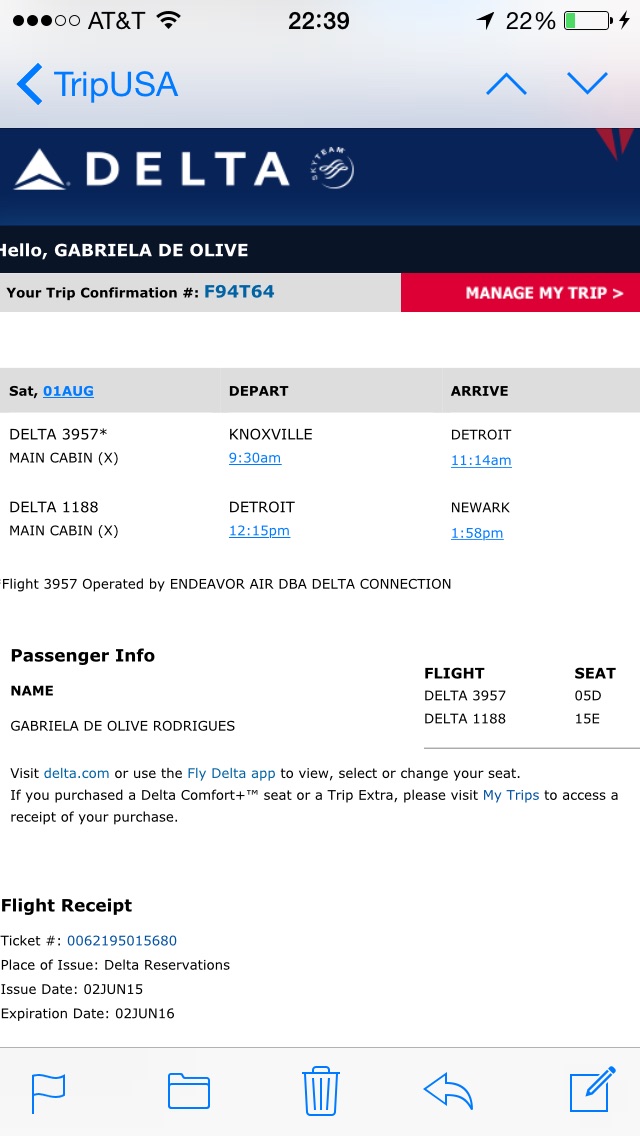 AT&T 22:39 22%
TripUSA
DELTA SKYTEAM
Hello, GABRIELA DE OLIVE
Your Trip Confirmation #: F94T64 MANAGE MY TRIP >
Sat, 01AUG DEPART ARRIVE
DELTA 3957* KNOXVILLE DETROIT
MAIN CABIN (X) 9:30am 11:14am
DELTA 1188 DETROIT NEWARK
MAIN CABIN (X) 12:15pm 1:58pm
*Flight 3957 Operated by ENDEAVOR AIR DBA DELTA CONNECTION
Passenger Info
FLIGHT SEAT
NAME
DELTA 3957 05D
DELTA 1188 15E
GABRIELA DE OLIVE RODRIGUES
Visit delta.com or use the Fly Delta app to view, select or change your seat.
If you purchased a Delta Comfort+™ seat or a Trip Extra, please visit My Trips to access a
receipt of your purchase.
Flight Receipt
Ticket #: 0062195015680
Place of Issue: Delta Reservations
Issue Date: 02JUN15
Expiration Date: 02JUN16